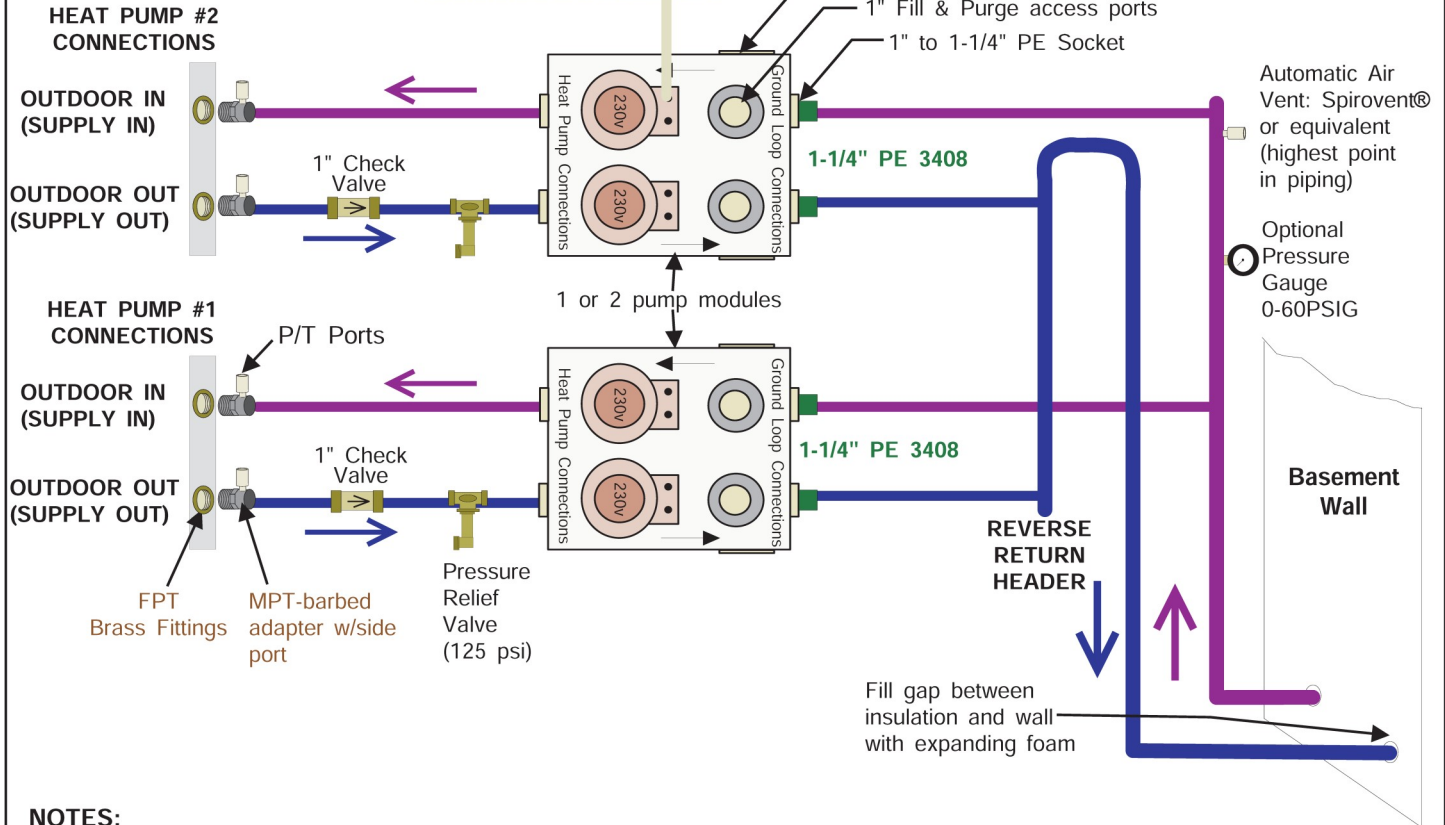 HEAT PUMP #2
CONNECTIONS
1" Fill & Purge access ports
1" to 1-1/4" PE Socket
OUTDOOR IN
(SUPPLY IN)
OUTDOOR OUT
(SUPPLY OUT)
1" Check
Valve
Heat Pump Connections
230v
230v
Ground Loop Connections
1-1/4" PE 3408
Automatic Air
Vent: Spirovent®
or equivalent
(highest point
in piping)
Optional
Pressure
Gauge
0-60PSIG
1 or 2 pump modules
HEAT PUMP #1
CONNECTIONS
P/T Ports
OUTDOOR IN
(SUPPLY IN)
OUTDOOR OUT
(SUPPLY OUT)
1" Check
Valve
Heat Pump Connections
230v
230v
Ground Loop Connections
1-1/4" PE 3408
Basement
Wall
REVERSE
RETURN
HEADER
FPT
Brass Fittings
MPT-barbed
adapter w/side
port
Pressure
Relief
Valve
(125 psi)
Fill gap between
insulation and wall
with expanding foam
NOTES: